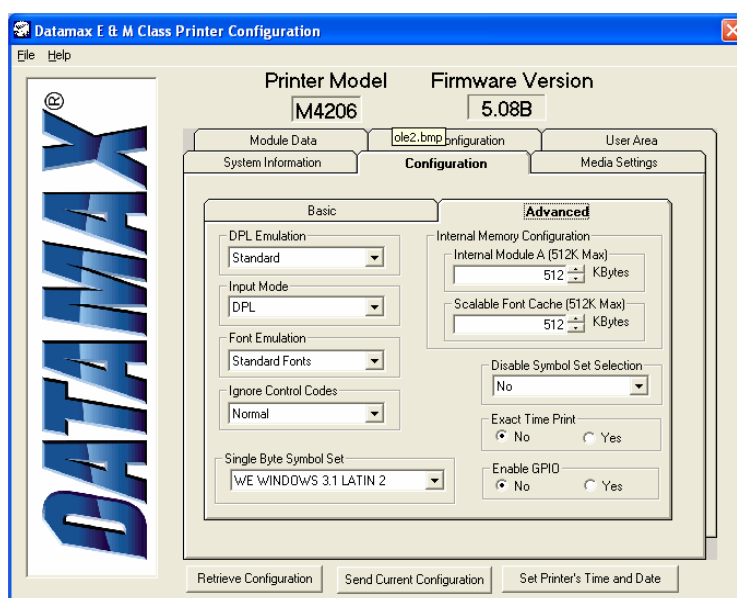 Datamax E & M Class Printer Configuration
File Help
DATAMAX®
Printer Model
Firmware Version
M4206
5.08B
Module Data
ole2.bmp
onfiguration
User Area
System Information
Configuration
Media Settings
Basic
Advanced
DPL Emulation
Standard
Input Mode
DPL
Font Emulation
Standard Fonts
Ignore Control Codes
Normal
Single Byte Symbol Set
WE WINDOWS 3.1 LATIN 2
Internal Memory Configuration
Internal Module A (512K Max)
512 KBytes
Scalable Font Cache (512K Max)
512 KBytes
Disable Symbol Set Selection
No
Exact Time Print
No Yes
Enable GPIO
No Yes
Retrieve Configuration
Send Current Configuration
Set Printer's Time and Date